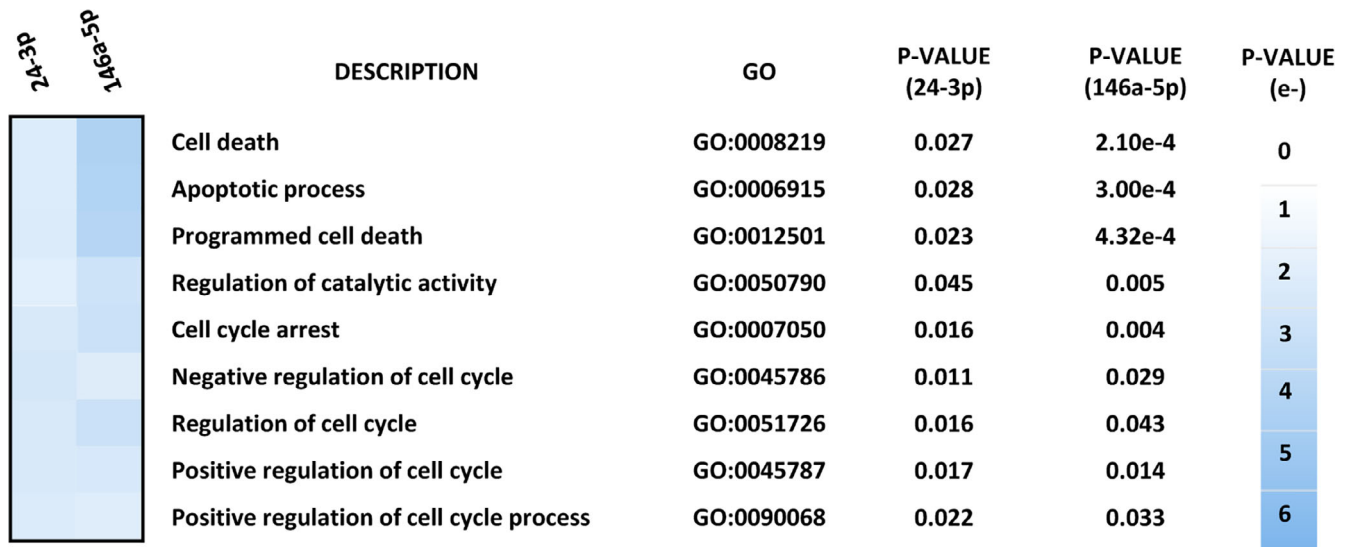 24-3p 146a-5p DESCRIPTION GO P-VALUE (24-3p) P-VALUE (146a-5p) P-VALUE (e-)
Cell death GO:0008219 0.027 2.10e-4 0
Apoptotic process GO:0006915 0.028 3.00e-4 1
Programmed cell death GO:0012501 0.023 4.32e-4
Regulation of catalytic activity GO:0050790 0.045 0.005 2
Cell cycle arrest GO:0007050 0.016 0.004 3
Negative regulation of cell cycle GO:0045786 0.011 0.029 4
Regulation of cell cycle GO:0051726 0.016 0.043
Positive regulation of cell cycle GO:0045787 0.017 0.014 5
Positive regulation of cell cycle process GO:0090068 0.022 0.033 6